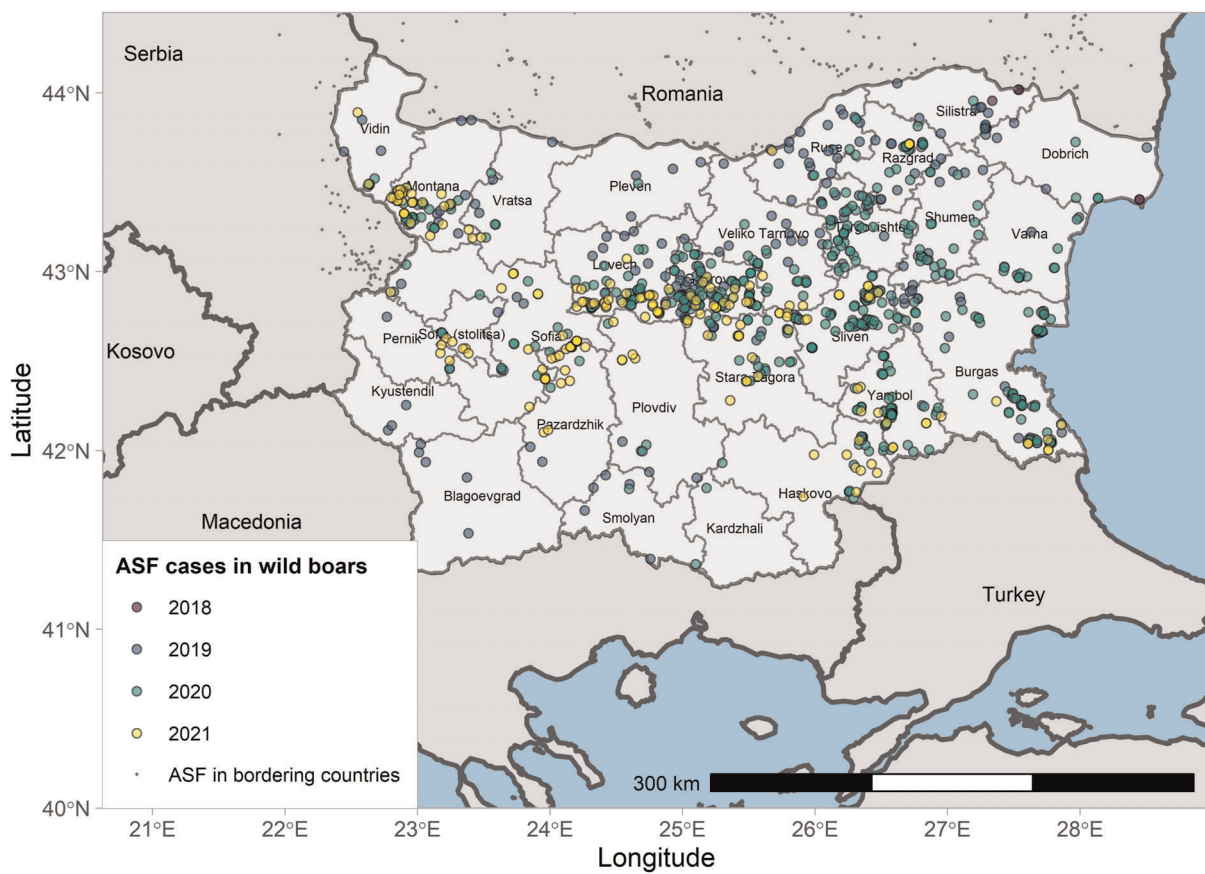 Serbia
Romania
44°N
Silistra
Vidin
Ruse
Razgrad
Dobrich
Montana
Pleven
Vratsa
Shumen
Veliko Tarnovo
Varna
Lovech
43°N
Sofia (stolitsa)
Sofia
Pernik
Sliven
Kosovo
Burgas
Stara Zagora
Kyustendil
Yambol
Plovdiv
Pazardzhik
42°N
Haskovo
Blagoevgrad
Smolyan
Kardzhali
Macedonia
ASF cases in wild boars
2018
2019
2020
2021
ASF in bordering countries
Turkey
41°N
300 km
40°N
21°E 22°E 23°E 24°E 25°E 26°E 27°E 28°E
Longitude
Latitude